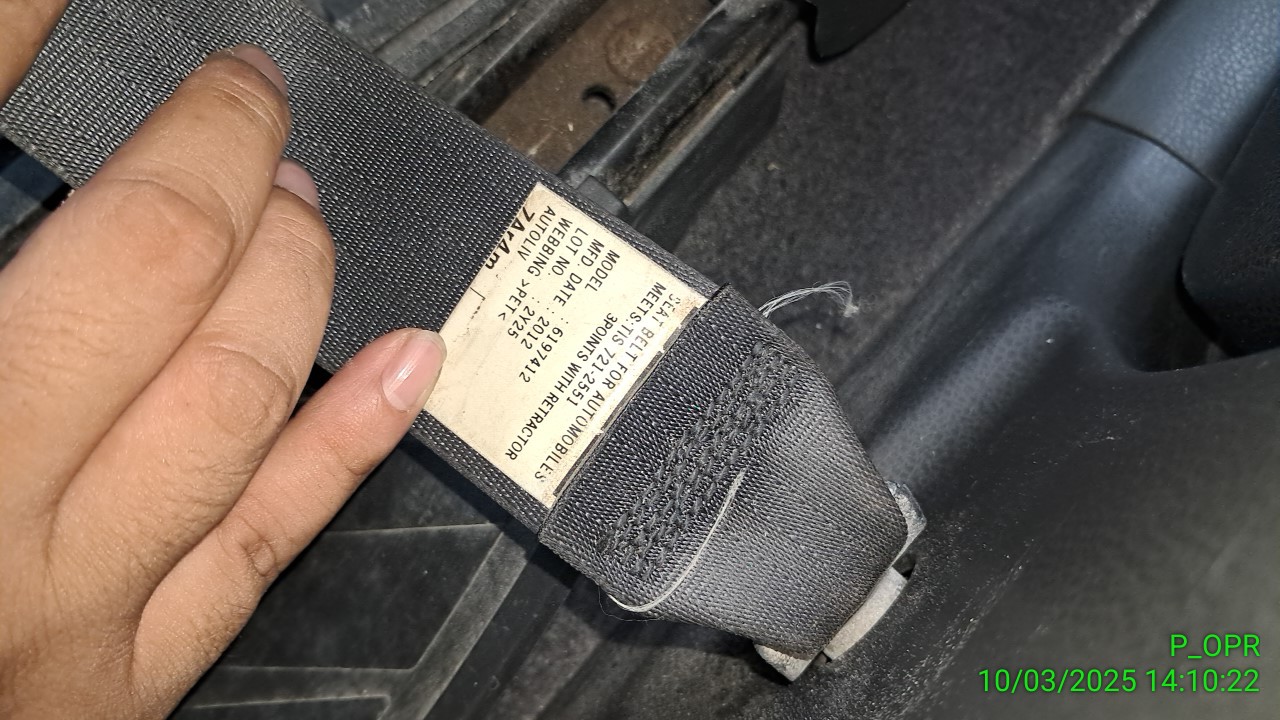 SEAT BELT FOR AUTOMOBILES
MEETS:TIS 721-2551
3POINTS WITH RETRACTOR
MODEL : 6197412
MFD DATE : 2012
LOT NO. : 2Y25
WEBBING >PET<
AUTOLIV
P_OPR
10/03/2025 14:10:22